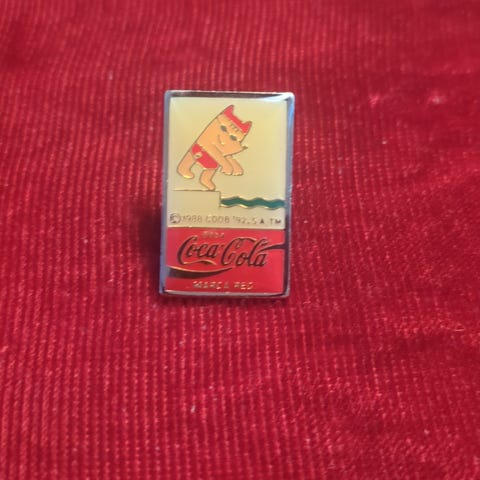 © 1988 COOB '92, S.A. TM
Coca-Cola
MARCA REG